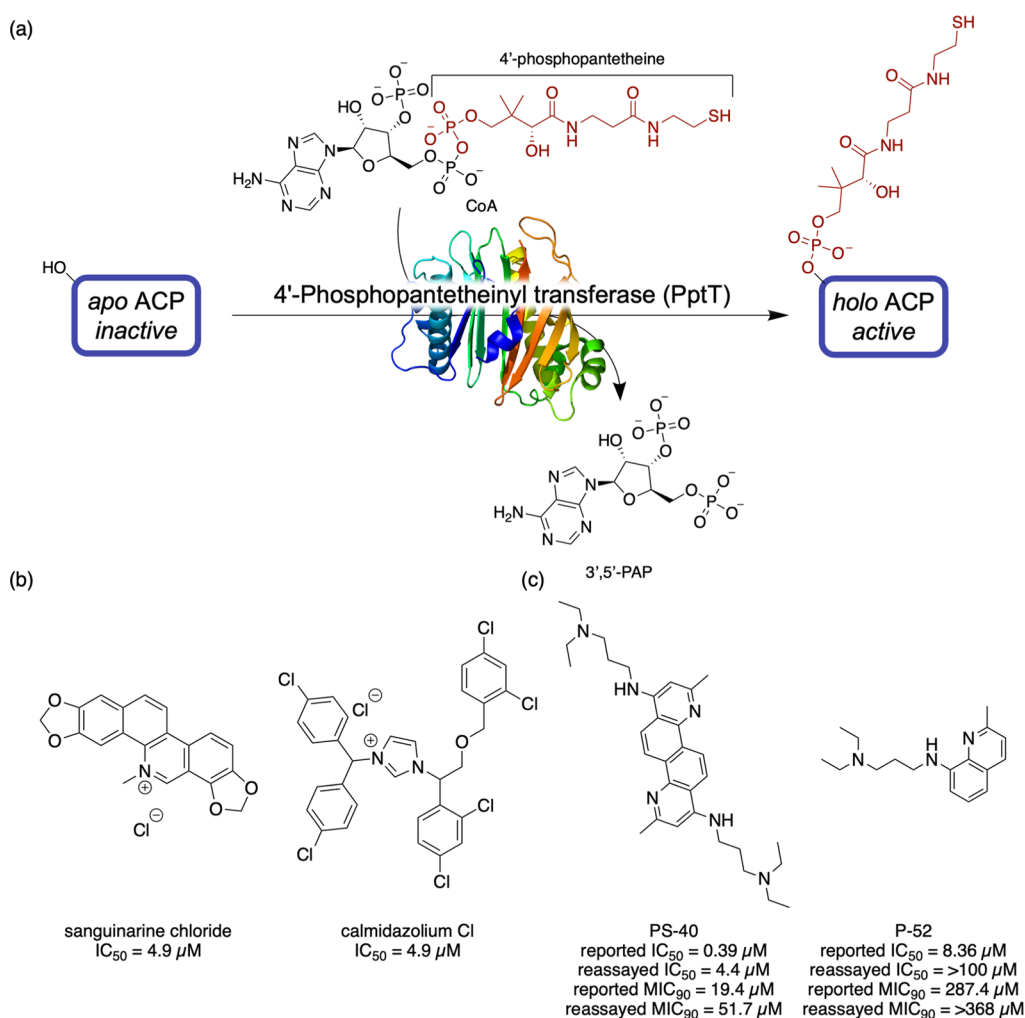 (a)
4'-phosphopantetheine
CoA
HO
apo ACP
inactive
4'-Phosphopantetheinyl transferase (PptT)
holo ACP
active
3',5'-PAP
(b)
(c)
sanguinarine chloride
IC50 = 4.9 µM
calmidazolium Cl
IC50 = 4.9 µM
PS-40
reported IC50 = 0.39 µM
reassayed IC50 = 4.4 µM
reported MIC90 = 19.4 µM
reassayed MIC90 = 51.7 µM
P-52
reported IC50 = 8.36 µM
reassayed IC50 = >100 µM
reported MIC90 = 287.4 µM
reassayed MIC90 = >368 µM